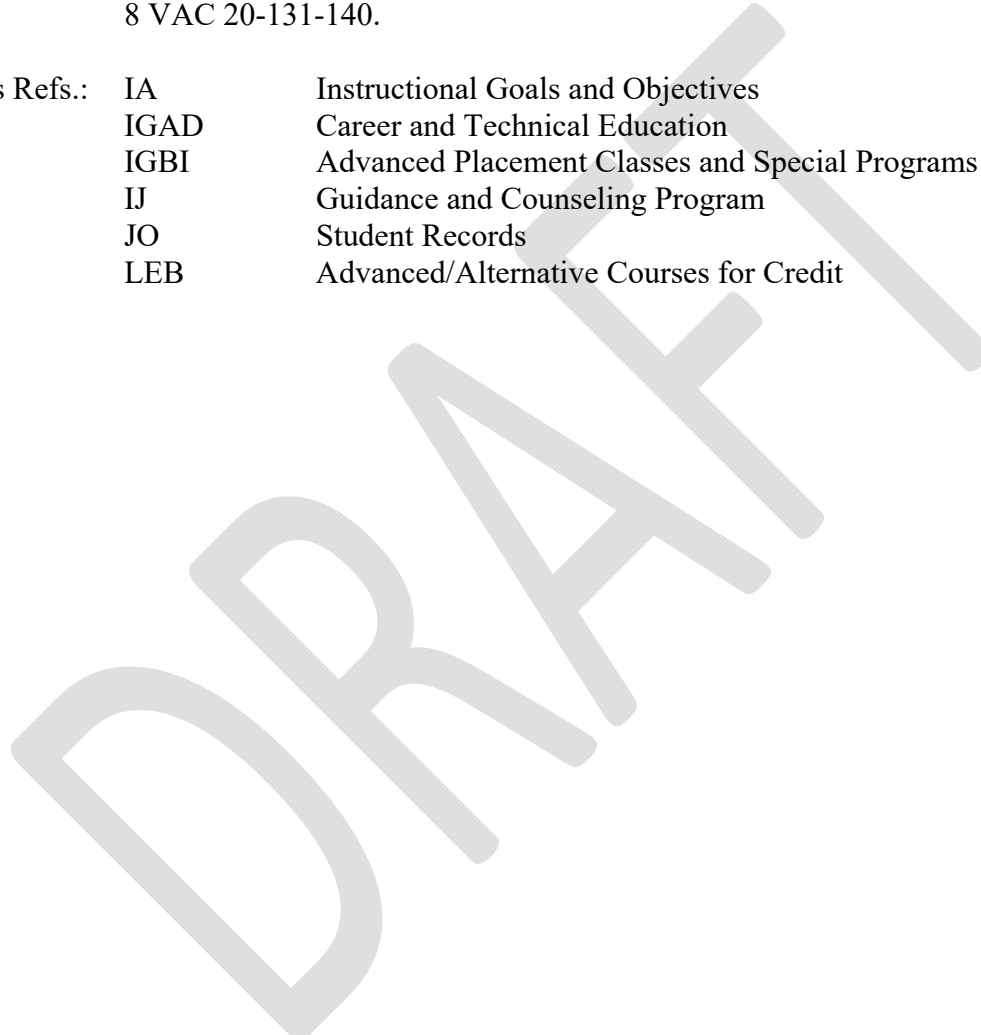 8 VAC 20-131-140.
s Refs.: IA Instructional Goals and Objectives
IGAD Career and Technical Education
IGBI Advanced Placement Classes and Special Programs
IJ Guidance and Counseling Program
JO Student Records
LEB Advanced/Alternative Courses for Credit
DRAFT